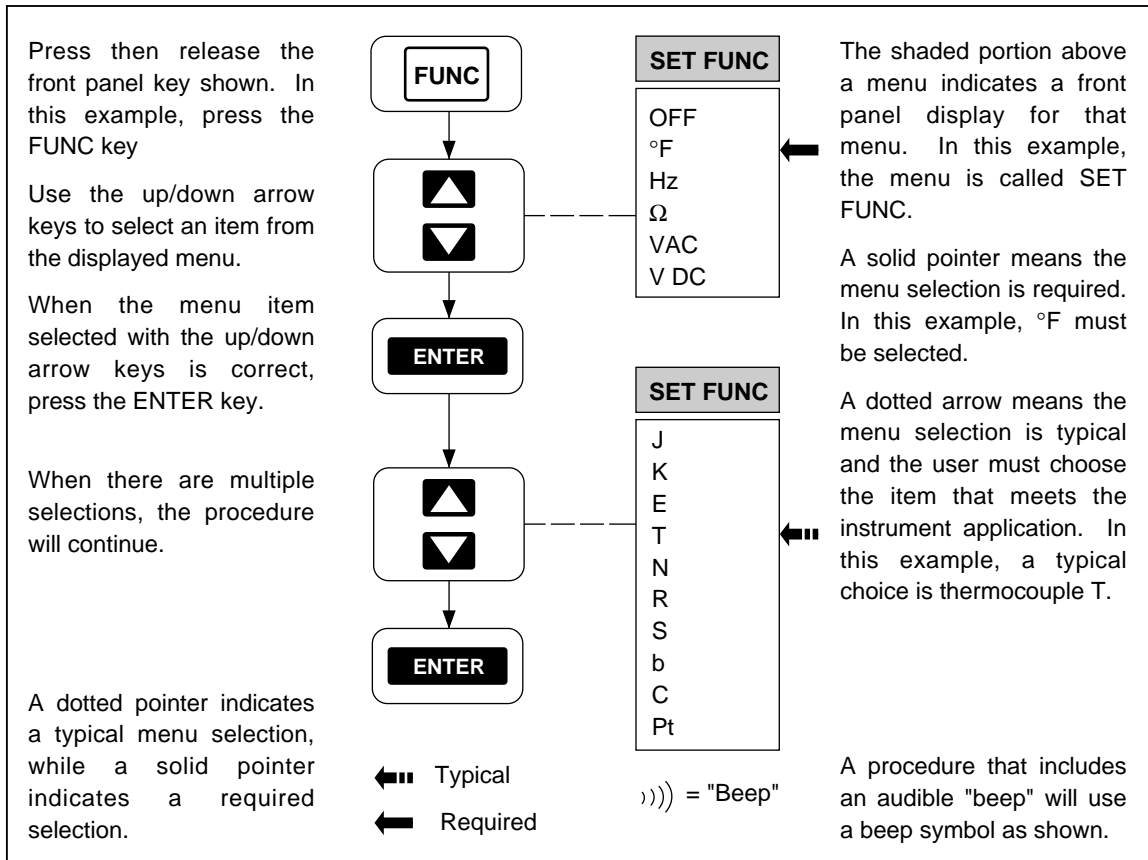 Press then release the
front panel key shown. In
this example, press the
FUNC key
Use the up/down arrow
keys to select an item from
the displayed menu.
When the menu item
selected with the up/down
arrow keys is correct,
press the ENTER key.
When there are multiple
selections, the procedure
will continue.
A dotted pointer indicates
a typical menu selection,
while a solid pointer
indicates a required
selection.
FUNC
ENTER
ENTER
Typical
Required
SET FUNC
OFF
°F
Hz
Ω
VAC
V DC
SET FUNC
J
K
E
T
N
R
S
b
C
Pt
= "Beep"
The shaded portion above
a menu indicates a front
panel display for that
menu. In this example,
the menu is called SET
FUNC.
A solid pointer means the
menu selection is required.
In this example, °F must
be selected.
A dotted arrow means the
menu selection is typical
and the user must choose
the item that meets the
instrument application. In
this example, a typical
choice is thermocouple T.
A procedure that includes
an audible "beep" will use
a beep symbol as shown.